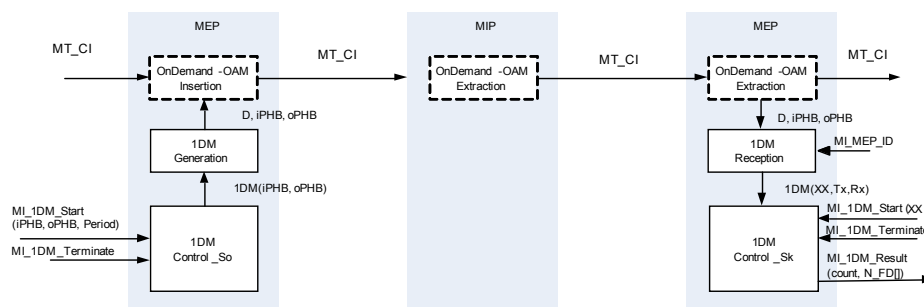 MEP
MIP
MEP
MT_CI
MT_CI
MT_CI
MT_CI
OnDemand -OAM
Insertion
OnDemand -OAM
Extraction
OnDemand -OAM
Extraction
D, iPHB, oPHB
D, iPHB, oPHB
1DM
Generation
1DM
Reception
MI_MEP_ID
1DM(iPHB, oPHB)
1DM(XX,Tx,Rx)
MI_1DM_Start
(iPHB, oPHB, Period)
MI_1DM_Terminate
1DM
Control _So
1DM
Control _Sk
MI_1DM_Start (XX
MI_1DM_Terminate
MI_1DM_Result
(count, N_FD[])